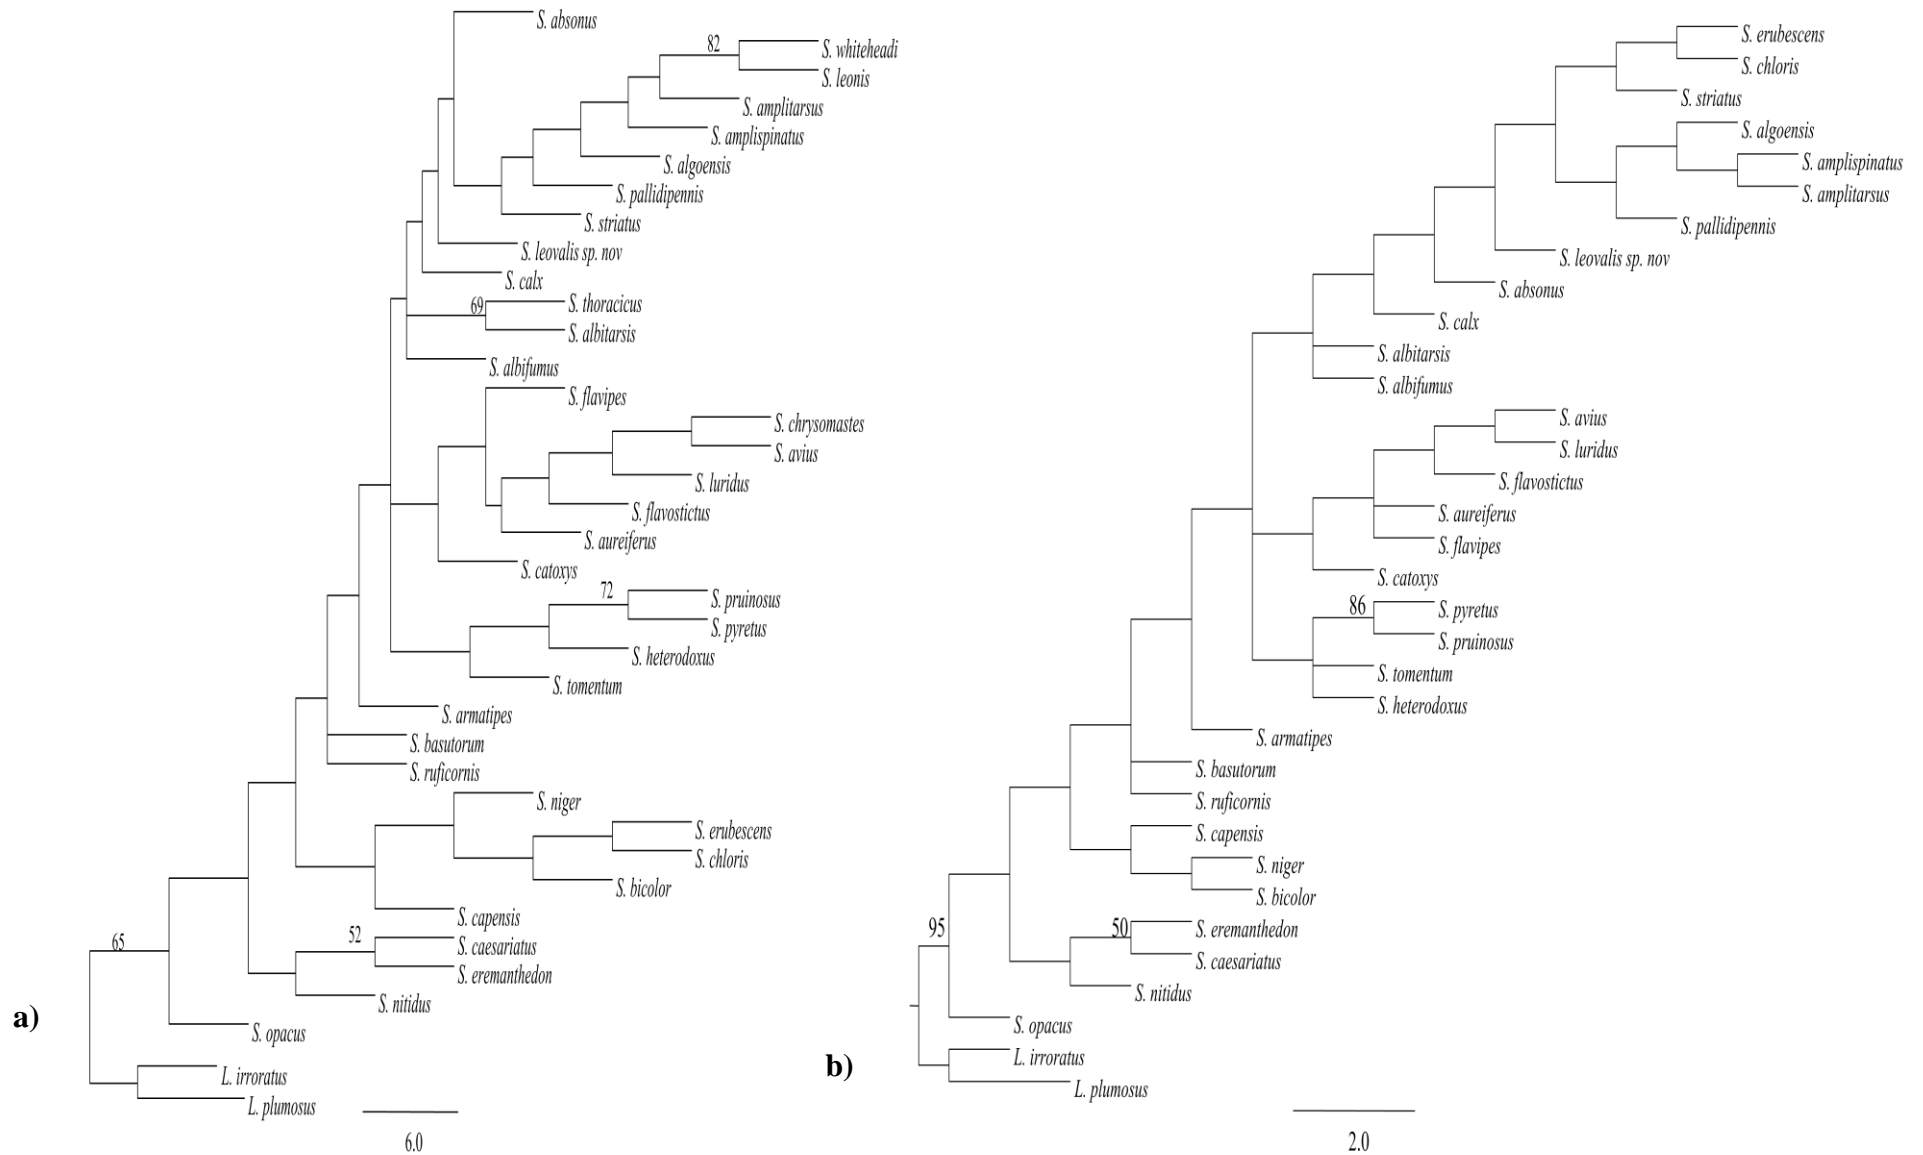 S. absonus
82
S. whiteheadi
S. leonis
S. amplitarsus
S. amplispinatus
S. algoensis
S. pallidipennis
S. striatus
S. leovalis sp. nov
S. calx
69
S. thoracicus
S. albitarsis
S. albifumus
S. flavipes
S. chrysomastes
S. avius
S. luridus
S. flavostictus
S. aureiferus
S. catoxys
72
S. pruinosus
S. pyretus
S. heterodoxus
S. tomentum
S. armatipes
S. basutorum
S. ruficornis
S. niger
S. erubescens
S. chloris
S. bicolor
S. capensis
52
S. caesariatus
S. eremanthedon
65
S. nitidus
a)
S. opacus
L. irroratus
L. plumosus
6.0
S. erubescens
S. chloris
S. striatus
S. algoensis
S. amplispinatus
S. amplitarsus
S. pallidipennis
S. leovalis sp. nov
S. absonus
S. calx
S. albitarsis
S. albifumus
S. avius
S. luridus
S. flavostictus
S. aureiferus
S. flavipes
S. catoxys
86
S. pyretus
S. pruinosus
S. tomentum
S. heterodoxus
S. armatipes
S. basutorum
S. ruficornis
S. capensis
S. niger
S. bicolor
95
50
S. eremanthedon
S. caesariatus
S. nitidus
S. opacus
b)
L. irroratus
L. plumosus
2.0